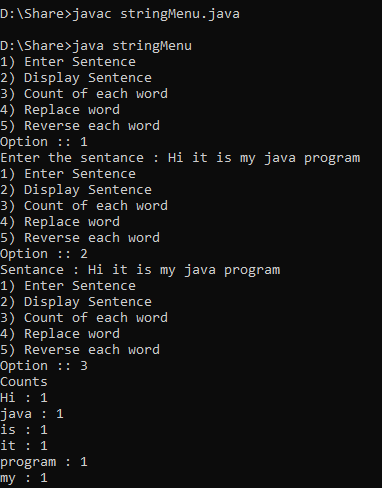 D:\Share>javac stringMenu.java
D:\Share>java stringMenu
1) Enter Sentence
2) Display Sentence
3) Count of each word
4) Replace word
5) Reverse each word
Option :: 1
Enter the sentance : Hi it is my java program
1) Enter Sentence
2) Display Sentence
3) Count of each word
4) Replace word
5) Reverse each word
Option :: 2
Sentance : Hi it is my java program
1) Enter Sentence
2) Display Sentence
3) Count of each word
4) Replace word
5) Reverse each word
Option :: 3
Counts
Hi : 1
java : 1
is : 1
it : 1
program : 1
my : 1